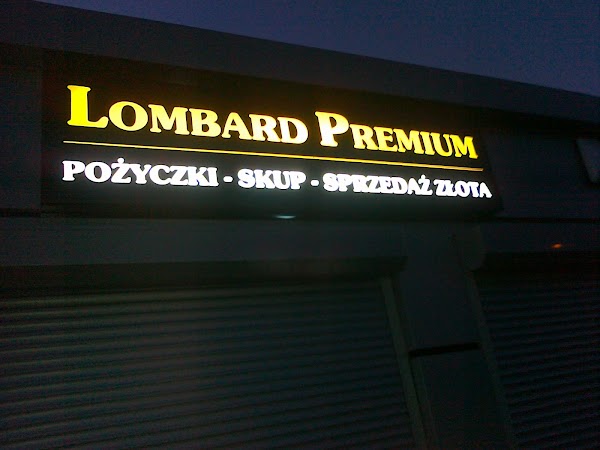 LOMBARD PREMIUM
POŻYCZKI - SKUP - SPRZEDAŻ ZŁOTA